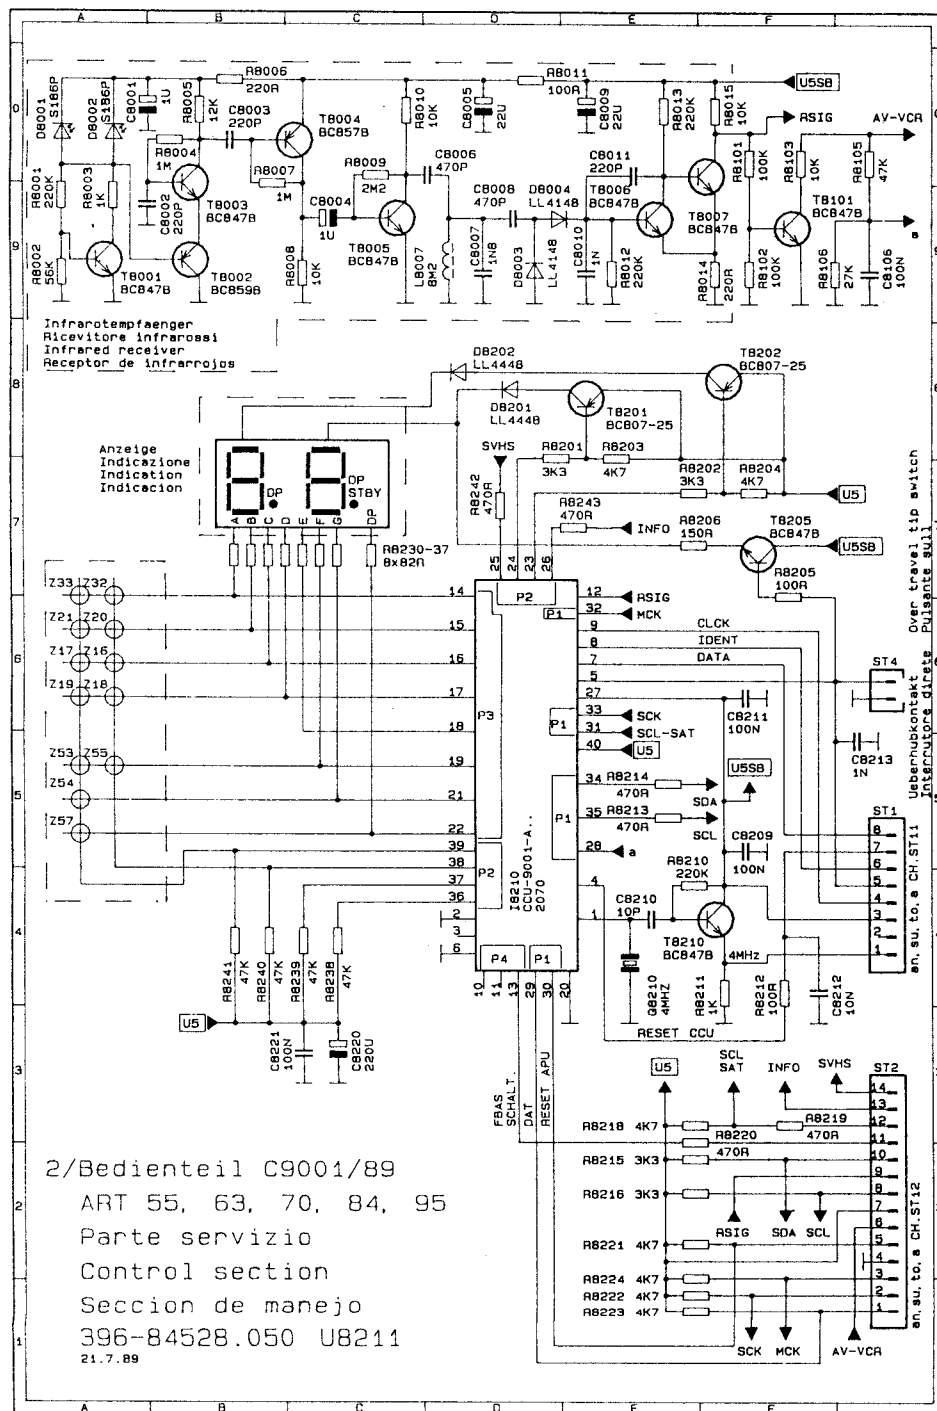 A B C D E F
D8001
S186P
D8002
S186P
C8001
1U
R8005
12K
R8006
220R
C8003
220P
T8004
BC857B
R8010
10K
C8005
22U
R8011
100R
C8009
22U
R8013
220K
R8015
10K
U5SB
RSIG
AV-VCR
R8004
1M
R8007
1M
R8009
2M2
C8006
470P
C8011
220P
R8101
100K
R8103
10K
R8105
47K
R8001
220K
R8003
1K
C8002
220P
T8003
BC847B
C8004
1U
T8005
BC847B
C8008
470P
D8004
LL4148
T8006
BC847B
T8007
BC847B
T8101
BC847B
a
R8002
56K
T8001
BC847B
T8002
BC859B
R8008
10K
L8007
8M2
C8007
1N8
D8003
LL4148
C8010
1N
R8012
220K
R8014
220R
R8102
100K
R8106
27K
C8106
100N
Infrarotempfaenger
Ricevitore infrarossi
Infrared receiver
Receptor de infrarrojos
D8202
LL4448
T8202
BC807-25
D8201
LL4448
T8201
BC807-25
Anzeige
Indicazione
Indication
Indicacion
DP
DP
STBY
A B C D E F G DP
R8230-37
8x82R
SVHS
R8242
470R
R8201
3K3
R8203
4K7
R8202
3K3
R8204
4K7
U5
R8243
470R
INFO
R8206
150R
T8205
BC847B
U5SB
R8205
100R
25 24 23 26
P2
P1
Z33 Z32
Z21 Z20
Z17 Z16
Z19 Z18
Z53 Z55
Z54
Z57
14
15
16
17
18
19
21
22
39
38
37
36
2
3
6
P3
P2
P4
P1
P1
P1
I8210
CCU-9001-A..
2070
12 RSIG
32 MCK
9 CLCK
8 IDENT
7 DATA
5
27
33 SCK
31 SCL-SAT
40 U5
34 R8214
470R
SDA
35 R8213
470R
SCL
28 a
4
1
C8211
100N
U5SB
C8209
100N
R8210
220K
C8210
10P
T8210
BC847B
4MHz
Q8210
4MHZ
R8211
1K
R8212
100R
C8212
10N
RESET CCU
ST4
Ueberhubkontakt Over travel tip switch
Interrutore direte Pulsante sull
C8213
1N
ST1
8
7
6
5
4
3
2
1
an, su, to, a CH.ST11
10 11 13 29 30 20
R8241
47K
R8240
47K
R8239
47K
R8238
47K
U5
C8221
100N
C8220
220U
FBAS
SCHALT.
DAT
RESET APU
U5
SCL
SAT
INFO
SVHS
ST2
14
13
12
11
10
9
8
7
6
5
4
3
2
1
an, su, to, a CH.ST12
R8218 4K7
R8219
470R
R8220
470R
R8215 3K3
R8216 3K3
RSIG
SDA
SCL
R8221 4K7
R8224 4K7
R8222 4K7
R8223 4K7
SCK
MCK
AV-VCR
2/Bedienteil C9001/89
ART 55, 63, 70, 84, 95
Parte servizio
Control section
Seccion de manejo
396-84528.050 U8211
21.7.89
A B C D E F